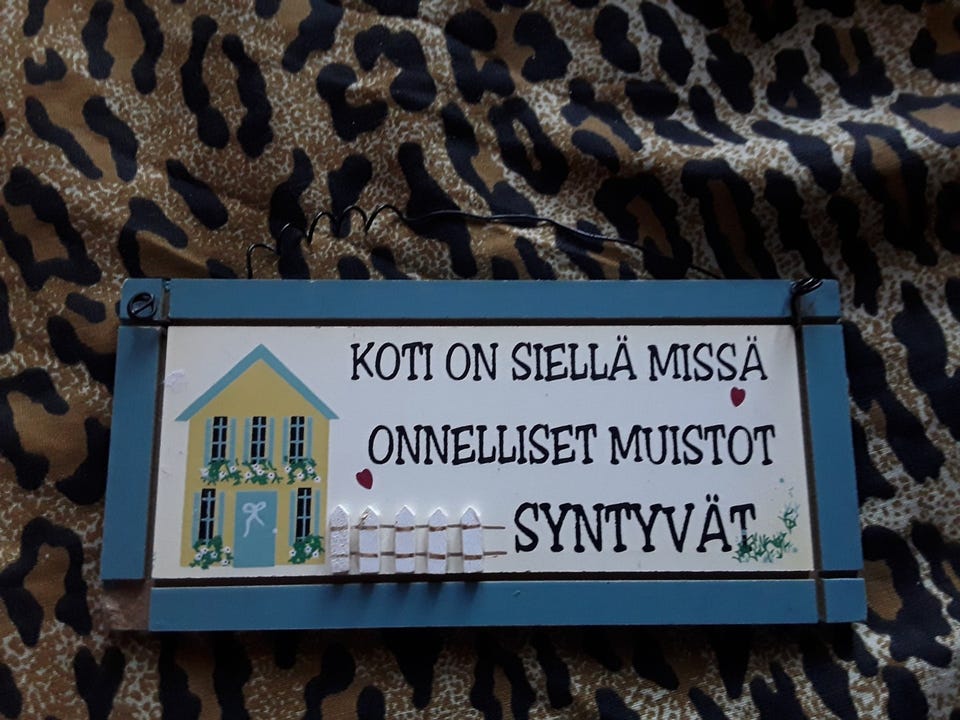 KOTI ON SIELLÄ MISSÄ
ONNELLISET MUISTOT
SYNTYVÄT